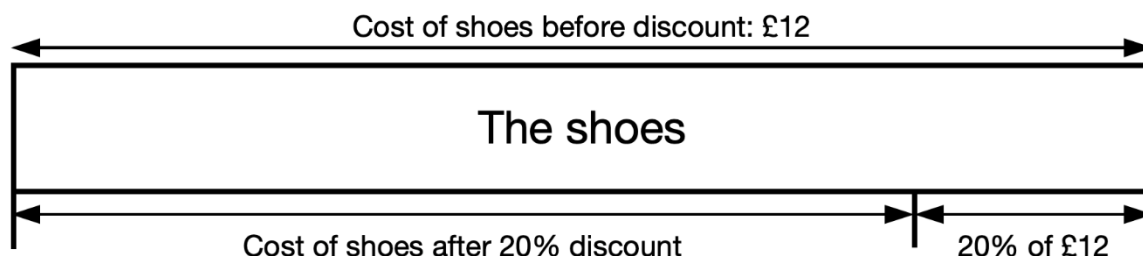 Cost of shoes before discount: £12
The shoes
Cost of shoes after 20% discount
20% of £12